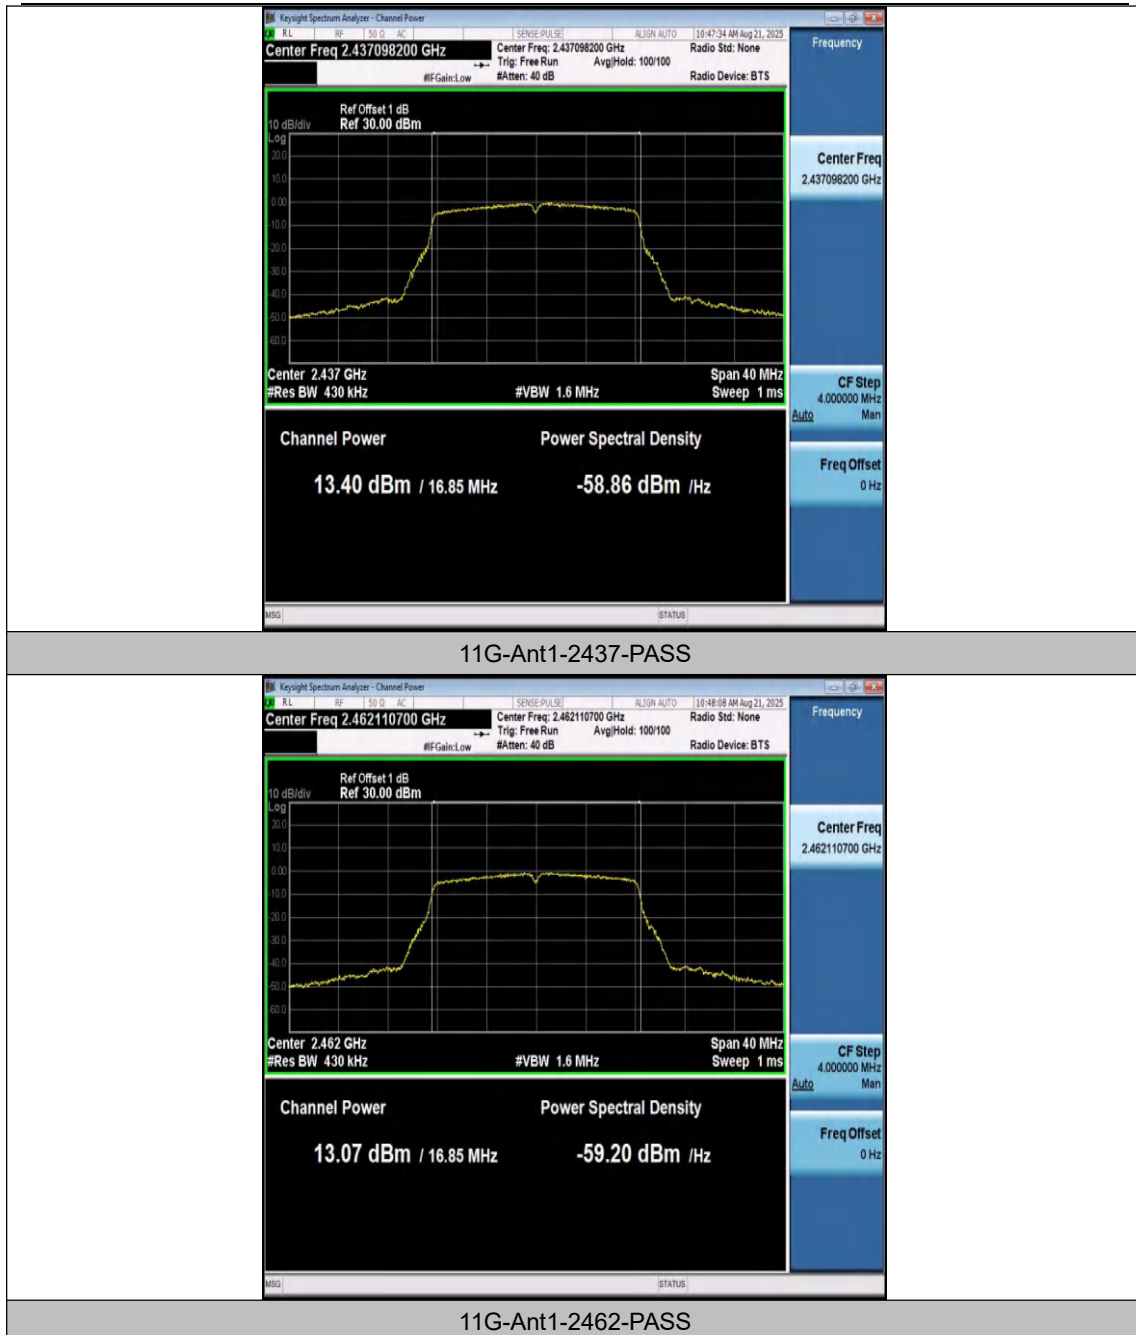 Keysight Spectrum Analyzer - Channel Power
RL RF 50 Ω AC SENSE:PULSE ALIGN AUTO 10:47:34 AM Aug 21, 2025
Center Freq 2.437098200 GHz Center Freq: 2.437098200 GHz Radio Std: None Frequency
Trig: Free Run Avg|Hold: 100/100
#IFGain:Low #Atten: 40 dB Radio Device: BTS
Ref Offset 1 dB
10 dB/div Ref 30.00 dBm
Log
20.0
10.0
0.00
-10.0
-20.0
-30.0
-40.0
-50.0
-60.0
Center Freq
2.437098200 GHz
Center 2.437 GHz Span 40 MHz
#Res BW 430 kHz #VBW 1.6 MHz Sweep 1 ms
CF Step
4.000000 MHz
Auto Man
Channel Power Power Spectral Density
13.40 dBm / 16.85 MHz -58.86 dBm /Hz
Freq Offset
0 Hz
MSG STATUS
11G-Ant1-2437-PASS
Keysight Spectrum Analyzer - Channel Power
RL RF 50 Ω AC SENSE:PULSE ALIGN AUTO 10:48:08 AM Aug 21, 2025
Center Freq 2.462110700 GHz Center Freq: 2.462110700 GHz Radio Std: None Frequency
Trig: Free Run Avg|Hold: 100/100
#IFGain:Low #Atten: 40 dB Radio Device: BTS
Ref Offset 1 dB
10 dB/div Ref 30.00 dBm
Log
20.0
10.0
0.00
-10.0
-20.0
-30.0
-40.0
-50.0
-60.0
Center Freq
2.462110700 GHz
Center 2.462 GHz Span 40 MHz
#Res BW 430 kHz #VBW 1.6 MHz Sweep 1 ms
CF Step
4.000000 MHz
Auto Man
Channel Power Power Spectral Density
13.07 dBm / 16.85 MHz -59.20 dBm /Hz
Freq Offset
0 Hz
MSG STATUS
11G-Ant1-2462-PASS